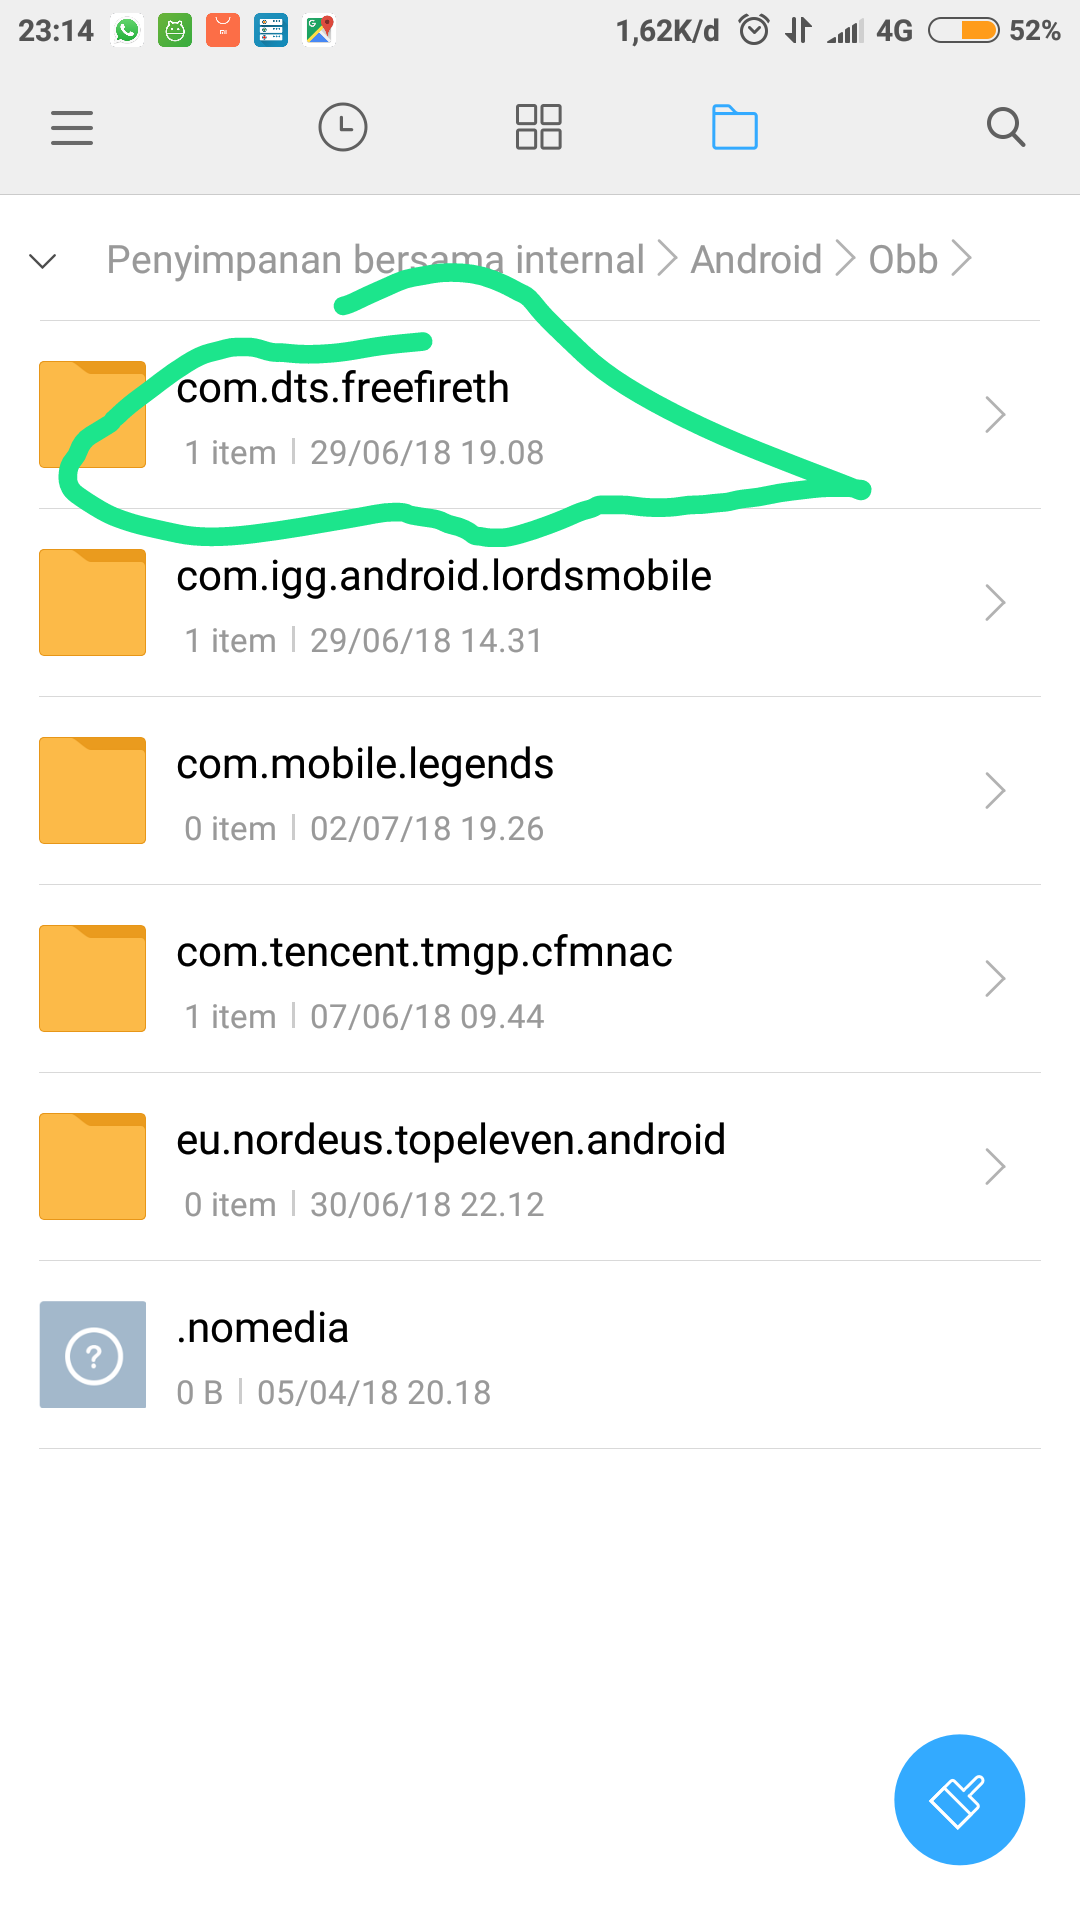 23:14 1,62K/d 4G 52%
Penyimpanan bersama internal Android Obb
com.dts.freefireth
1 item 29/06/18 19.08
com.igg.android.lordsmobile
1 item 29/06/18 14.31
com.mobile.legends
0 item 02/07/18 19.26
com.tencent.tmgp.cfmnac
1 item 07/06/18 09.44
eu.nordeus.topeleven.android
0 item 30/06/18 22.12
.nomedia
0 B 05/04/18 20.18